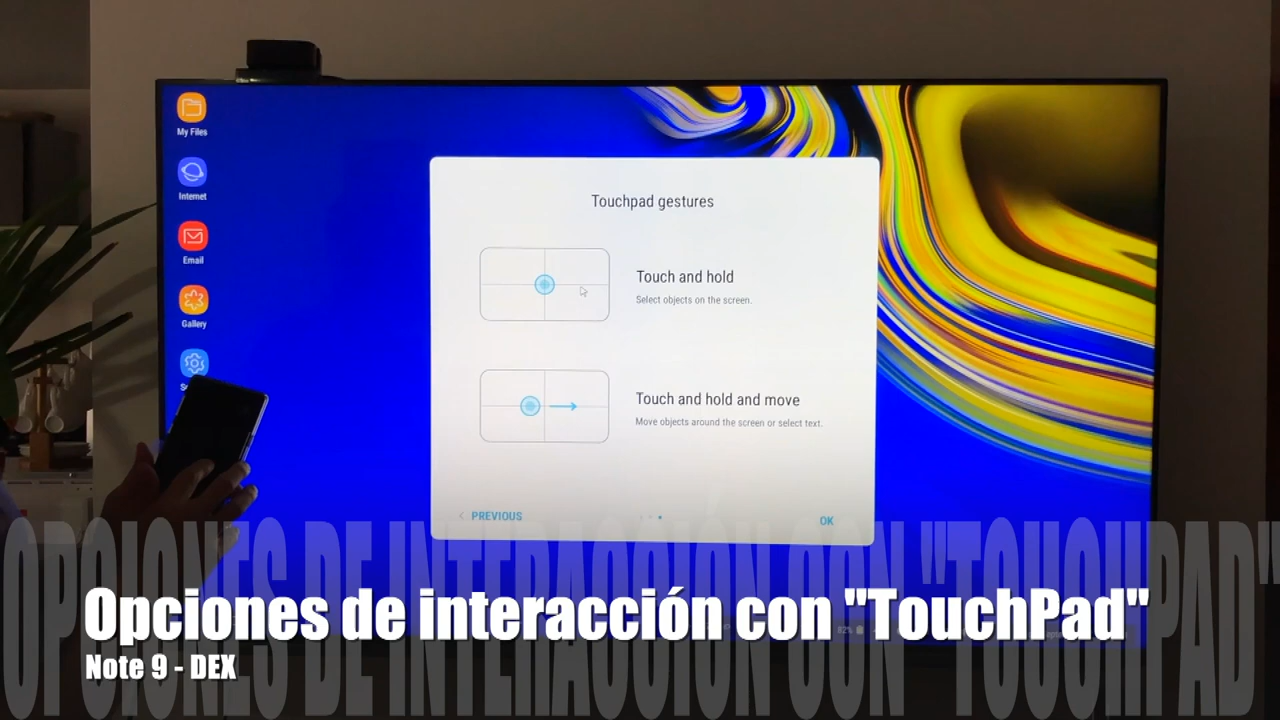 My Files
Internet
Email
Gallery
Touchpad gestures
Touch and hold
Select objects on the screen.
Touch and hold and move
Move objects around the screen or select text.
PREVIOUS
OK
82%
OPCIONES DE INTERACCIÓN CON "TOUCHPAD"
Opciones de interacción con "TouchPad"
Note 9 - DEX